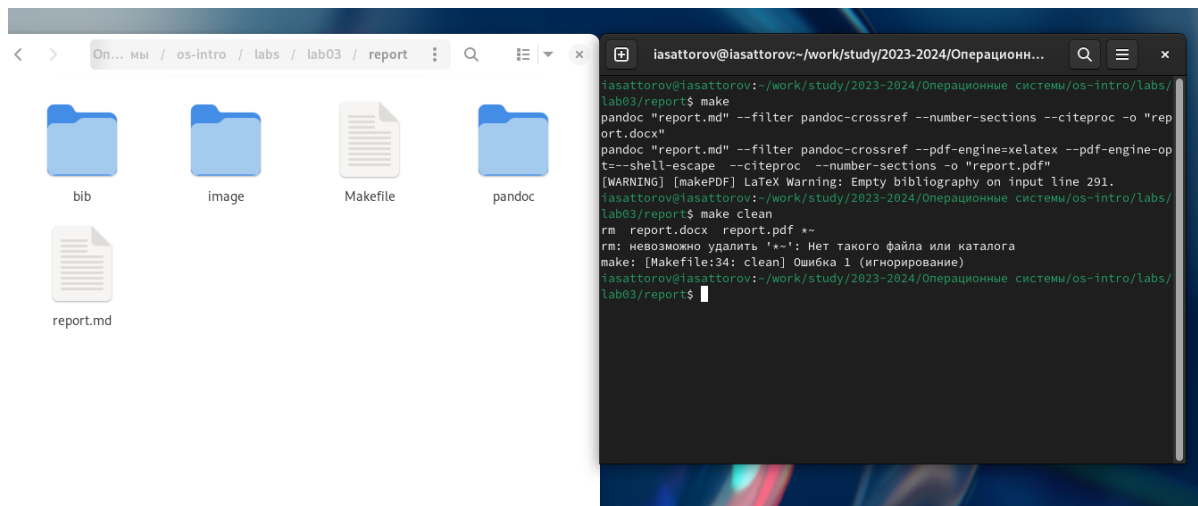 Оп… мы / os-intro / labs / lab03 / report
bib
image
Makefile
pandoc
report.md
iasattorov@iasattorov:~/work/study/2023-2024/Операционн...
iasattorov@iasattorov:~/work/study/2023-2024/Операционные системы/os-intro/labs/
lab03/report$ make
pandoc "report.md" --filter pandoc-crossref --number-sections --citeproc -o "rep
ort.docx"
pandoc "report.md" --filter pandoc-crossref --pdf-engine=xelatex --pdf-engine-op
t=--shell-escape  --citeproc  --number-sections -o "report.pdf"
[WARNING] [makePDF] LaTeX Warning: Empty bibliography on input line 291.
iasattorov@iasattorov:~/work/study/2023-2024/Операционные системы/os-intro/labs/
lab03/report$ make clean
rm  report.docx  report.pdf *~
rm: невозможно удалить '*~': Нет такого файла или каталога
make: [Makefile:34: clean] Ошибка 1 (игнорирование)
iasattorov@iasattorov:~/work/study/2023-2024/Операционные системы/os-intro/labs/
lab03/report$